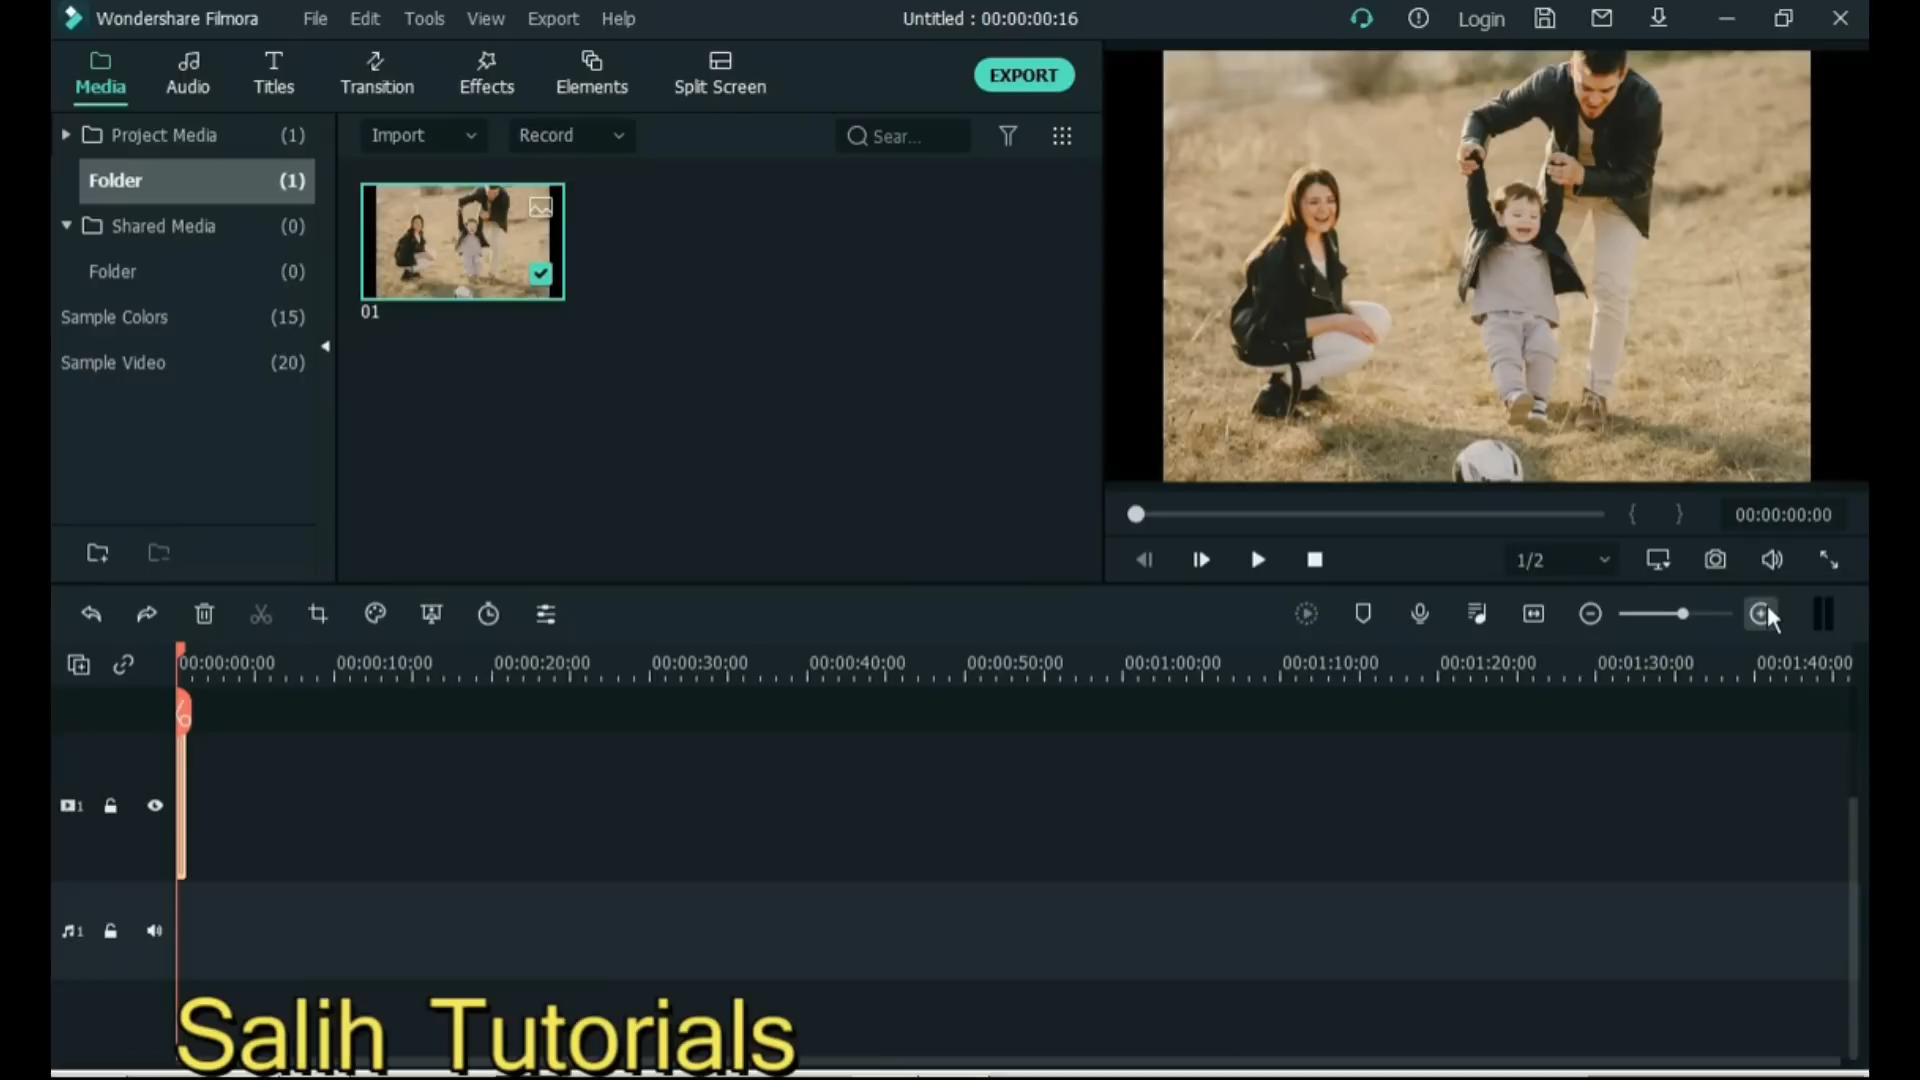 Wondershare Filmora File Edit Tools View Export Help Untitled : 00:00:00:16 Login
Media Audio Titles Transition Effects Elements Split Screen EXPORT
Project Media (1)
Folder (1)
Shared Media (0)
Folder (0)
Sample Colors (15)
Sample Video (20)
Import Record Sear...
01
00:00:00:00
1/2
00:00:00:00 00:00:10:00 00:00:20:00 00:00:30:00 00:00:40:00 00:00:50:00 00:01:00:00 00:01:10:00 00:01:20:00 00:01:30:00 00:01:40:00
1
1
Salih Tutorials